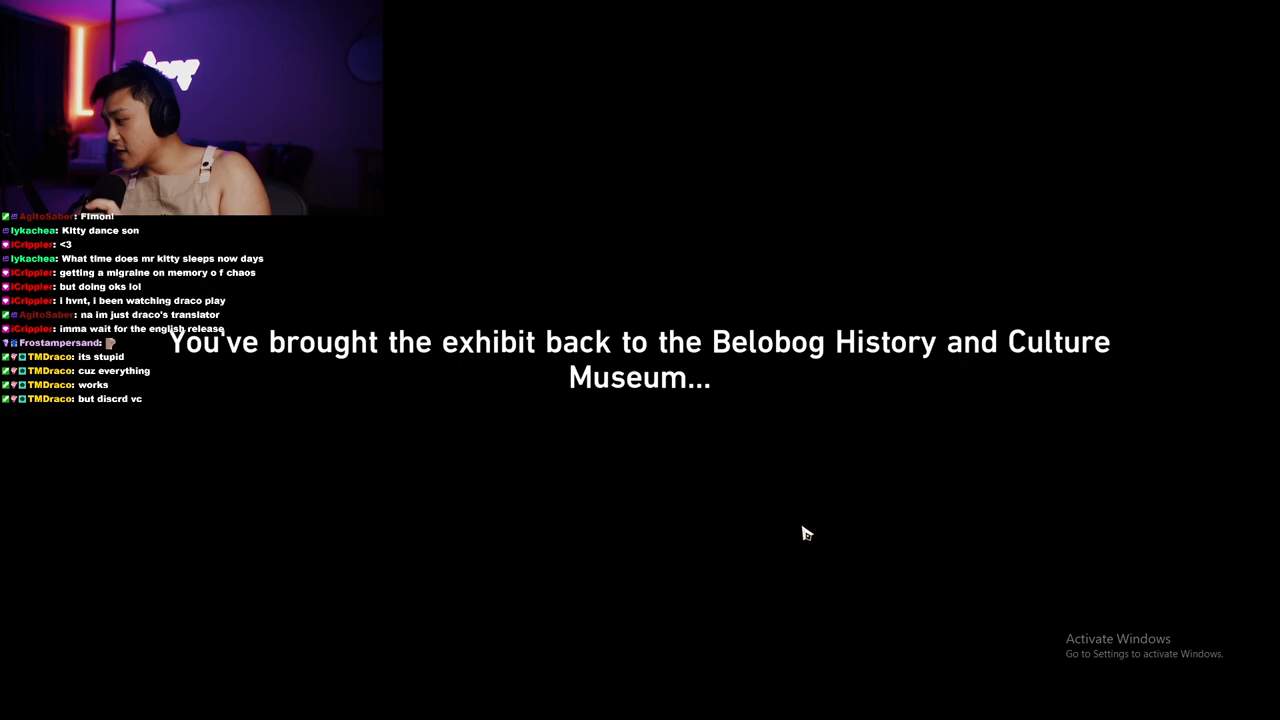 AgitoSaber: Fimoni
lykachea: Kitty dance son
iCrippler: <3
lykachea: What time does mr kitty sleeps now days
iCrippler: getting a migraine on memory o f chaos
iCrippler: but doing oks lol
iCrippler: i hvnt, i been watching draco play
AgitoSaber: na im just draco's translator
iCrippler: imma wait for the english release
Frostampersand:
TMDraco: its stupid
TMDraco: cuz everything
TMDraco: works
TMDraco: but discrd vc
You've brought the exhibit back to the Belobog History and Culture
Museum...
Activate Windows
Go to Settings to activate Windows.